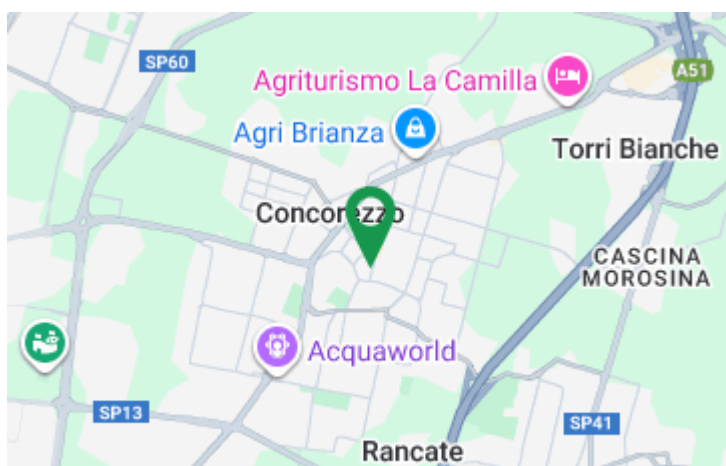 SP60
A51
Agriturismo La Camilla
Agri Brianza
Torri Bianche
Concorezzo
CASCINA
MOROSINA
Acquaworld
SP13
SP41
Rancate